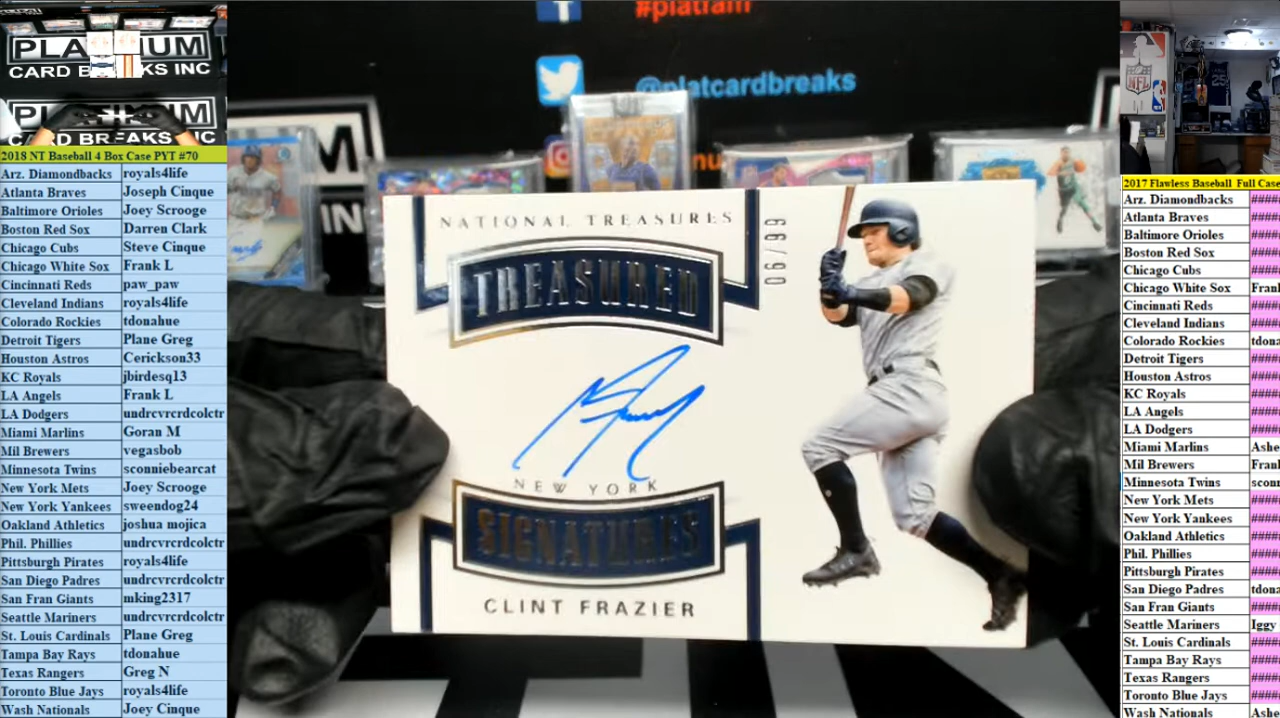 PLATINUM
CARD BREAKS INC
CARD BREAKS INC
2018 NT Baseball 4 Box Case PYT #70
Arz. Diamondbacks royals4life
Atlanta Braves Joseph Cinque
Baltimore Orioles Joey Scrooge
Boston Red Sox Darren Clark
Chicago Cubs Steve Cinque
Chicago White Sox Frank L
Cincinnati Reds paw_paw
Cleveland Indians royals4life
Colorado Rockies tdonahue
Detroit Tigers Plane Greg
Houston Astros Cerickson33
KC Royals jbirdesq13
LA Angels Frank L
LA Dodgers undrcvrcrdcolctr
Miami Marlins Goran M
Mil Brewers vegasbob
Minnesota Twins sconniebearcat
New York Mets Joey Scrooge
New York Yankees sweendog24
Oakland Athletics joshua mojica
Phil. Phillies undrcvrcrdcolctr
Pittsburgh Pirates royals4life
San Diego Padres undrcvrcrdcolctr
San Fran Giants mking2317
Seattle Mariners undrcvrcrdcolctr
St. Louis Cardinals Plane Greg
Tampa Bay Rays tdonahue
Texas Rangers Greg N
Toronto Blue Jays royals4life
Wash Nationals Joey Cinque
@platcardbreaks
NATIONAL TREASURES
06/99
TREASURED
NEW YORK
SIGNATURES
CLINT FRAZIER
NFL
2017 Flawless Baseball Full Case
Arz. Diamondbacks #####
Atlanta Braves #####
Baltimore Orioles #####
Boston Red Sox #####
Chicago Cubs #####
Chicago White Sox Frank
Cincinnati Reds #####
Cleveland Indians #####
Colorado Rockies tdona
Detroit Tigers #####
Houston Astros #####
KC Royals #####
LA Angels #####
LA Dodgers #####
Miami Marlins Ashe
Mil Brewers Fran
Minnesota Twins scon
New York Mets #####
New York Yankees #####
Oakland Athletics #####
Phil. Phillies #####
Pittsburgh Pirates #####
San Diego Padres tdona
San Fran Giants #####
Seattle Mariners Iggy
St. Louis Cardinals #####
Tampa Bay Rays #####
Texas Rangers #####
Toronto Blue Jays #####
Wash Nationals Ashe